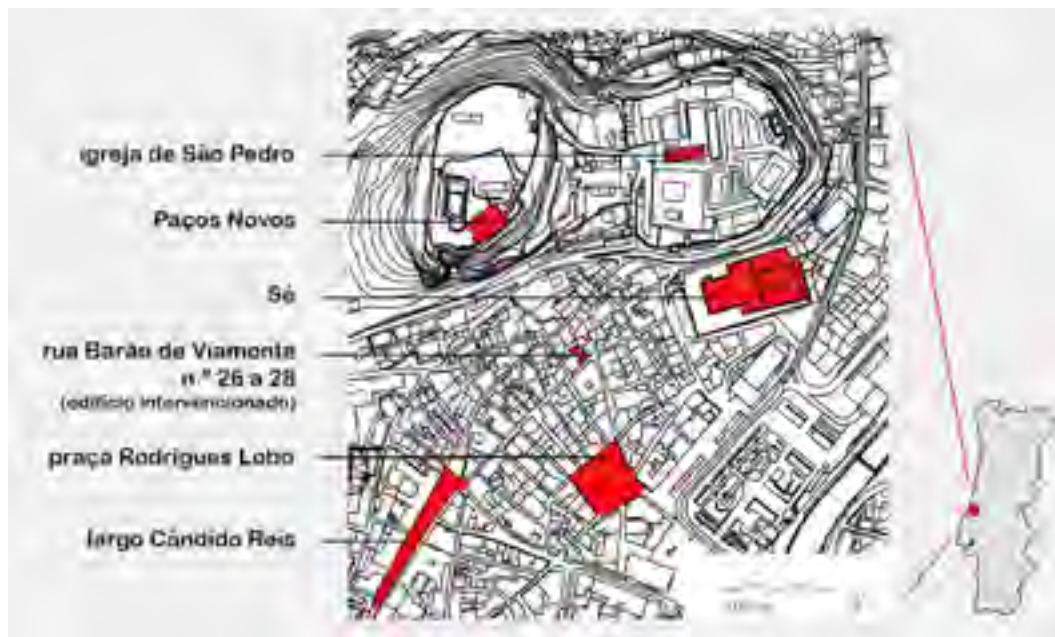 igreja de São Pedro
Paços Novos
Sé
rua Barão de Viamonte
n.º 26 a 28
(edifício intervencionado)
praça Rodrigues Lobo
largo Cândido Reis